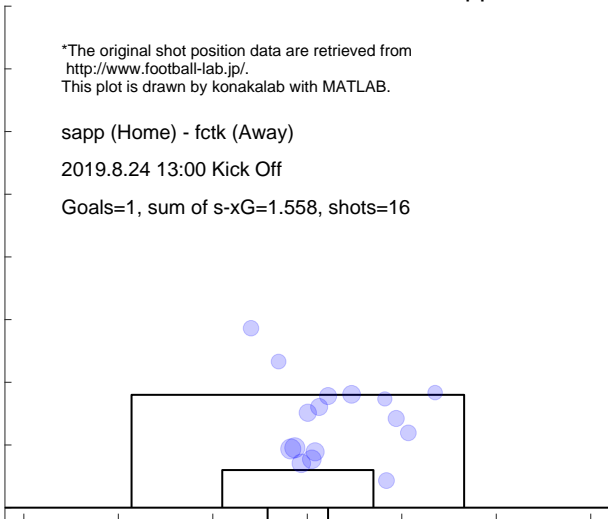 *The original shot position data are retrieved from
http://www.football-lab.jp/.
This plot is drawn by konakalab with MATLAB.
sapp (Home) - fctk (Away)
2019.8.24 13:00 Kick Off
Goals=1, sum of s-xG=1.558, shots=16